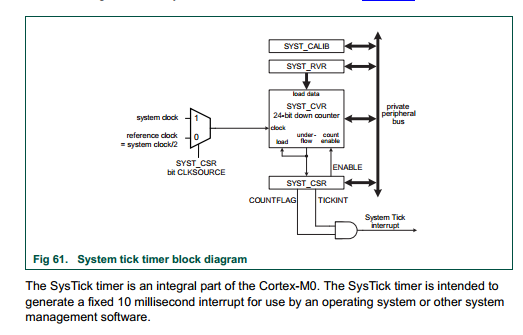 SYST_CALIB
SYST_RVR
load data
SYST_CVR
24-bit down counter
private
peripheral
bus
system clock
1
clock
reference clock
= system clock/2
0
load
under-
flow
count
enable
SYST_CSR
bit CLKSOURCE
ENABLE
SYST_CSR
COUNTFLAG
TICKINT
System Tick
interrupt
Fig 61. System tick timer block diagram
The SysTick timer is an integral part of the Cortex-M0. The SysTick timer is intended to
generate a fixed 10 millisecond interrupt for use by an operating system or other system
management software.